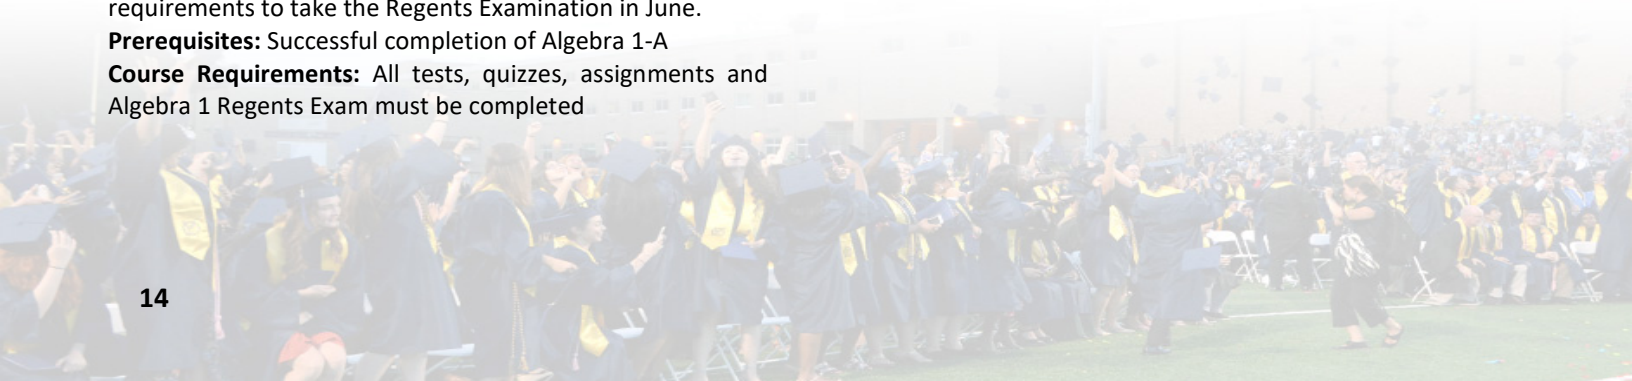 requirements to take the Regents Examination in June.
Prerequisites: Successful completion of Algebra 1-A
Course Requirements: All tests, quizzes, assignments and
Algebra 1 Regents Exam must be completed
14